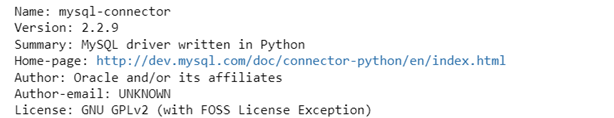 Name: mysql-connector
Version: 2.2.9
Summary: MySQL driver written in Python
Home-page: http://dev.mysql.com/doc/connector-python/en/index.html
Author: Oracle and/or its affiliates
Author-email: UNKNOWN
License: GNU GPLv2 (with FOSS License Exception)